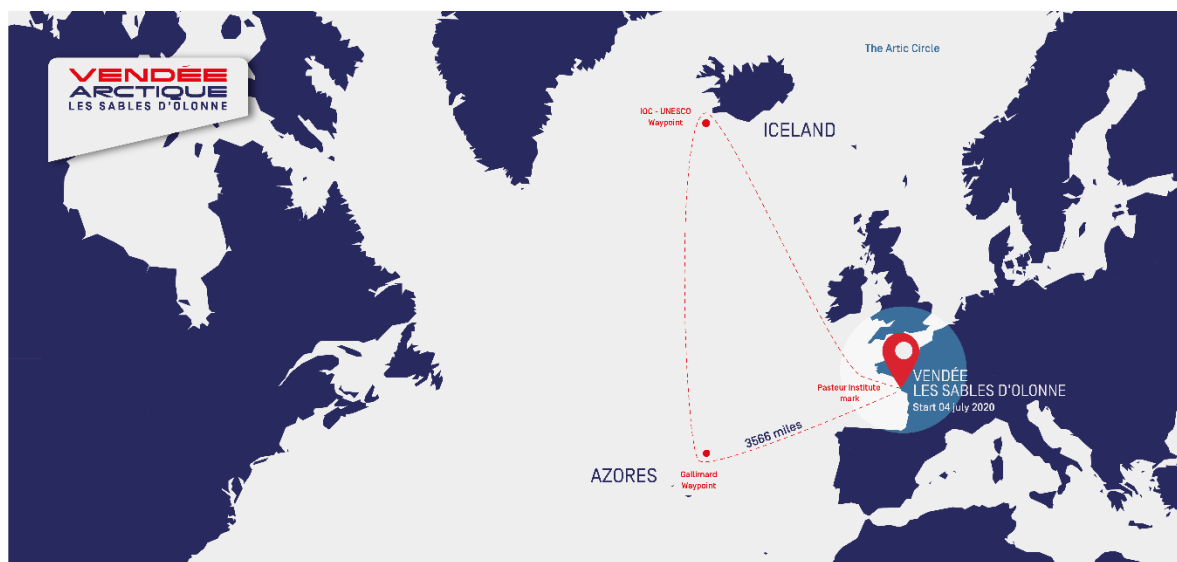 VENDÉE
ARCTIQUE
LES SABLES D'OLONNE
The Artic Circle
IOC - UNESCO
Waypoint
ICELAND
Pasteur Institute
mark
VENDÉE
LES SABLES D'OLONNE
Start 04 july 2020
3566 miles
AZORES
Gallimard
Waypoint